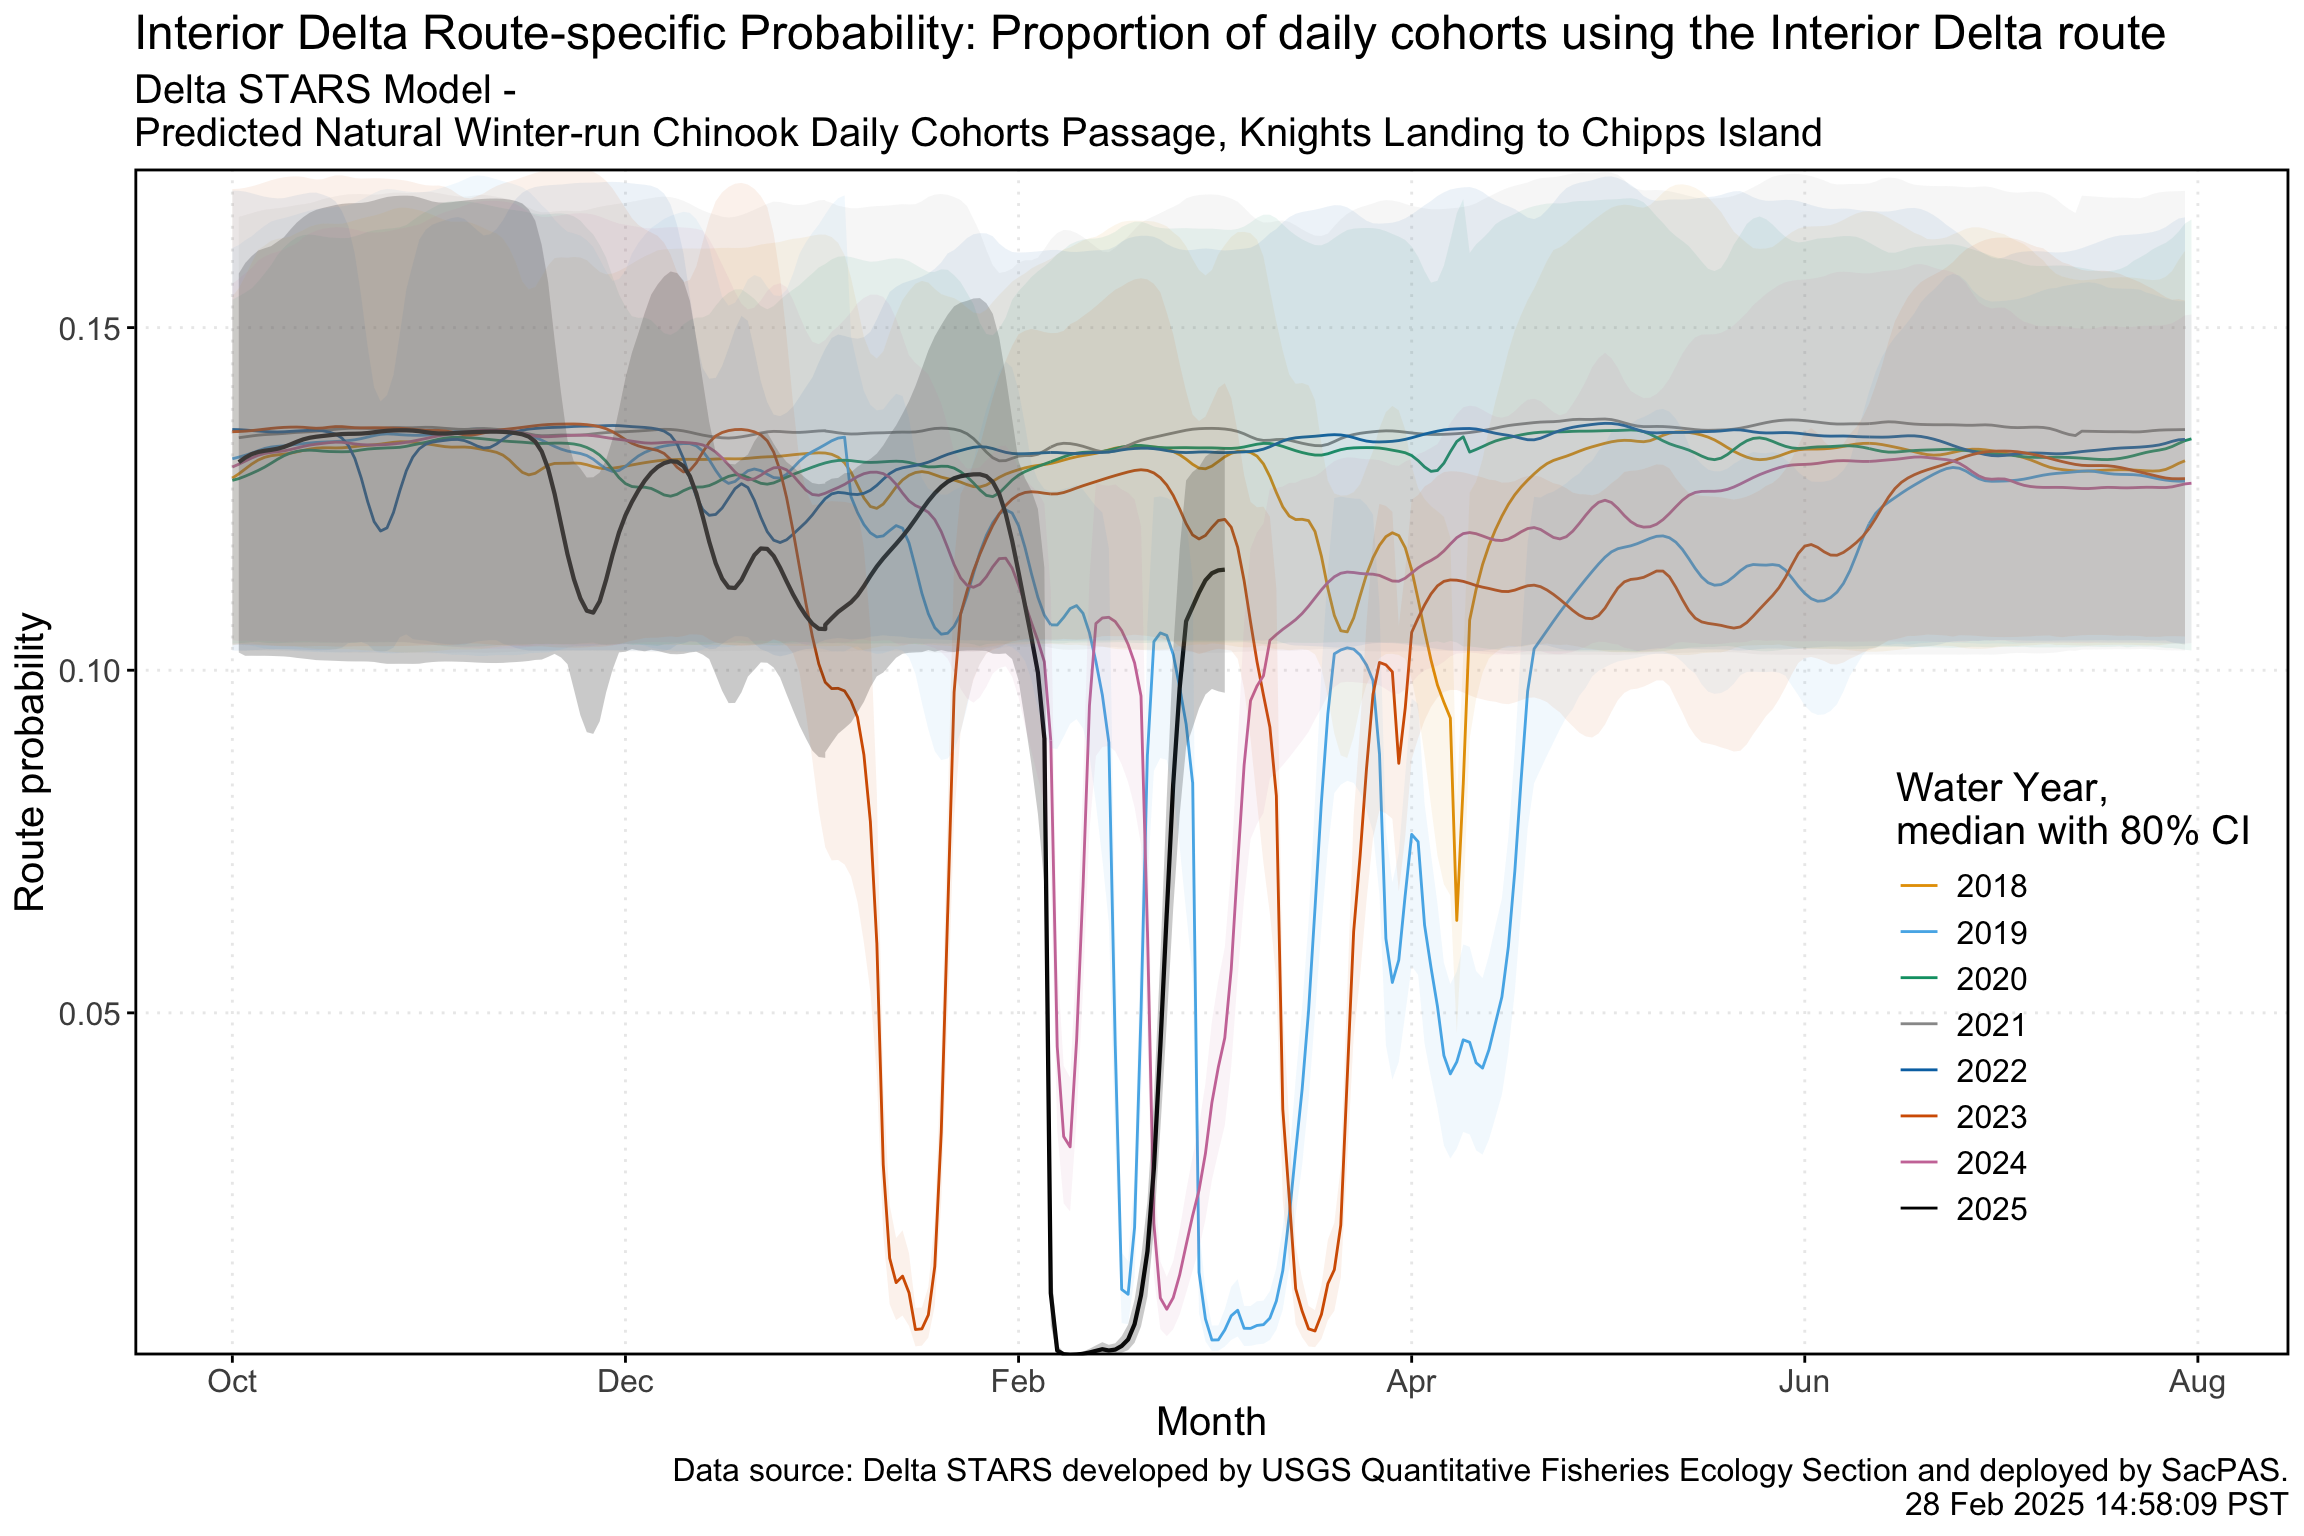 Interior Delta Route-specific Probability: Proportion of daily cohorts using the Interior Delta route
Delta STARS Model -
Predicted Natural Winter-run Chinook Daily Cohorts Passage, Knights Landing to Chipps Island
Route probability
0.15
0.10
0.05
Water Year,
median with 80% CI
2018
2019
2020
2021
2022
2023
2024
2025
Oct
Dec
Feb
Apr
Jun
Aug
Month
Data source: Delta STARS developed by USGS Quantitative Fisheries Ecology Section and deployed by SacPAS.
28 Feb 2025 14:58:09 PST